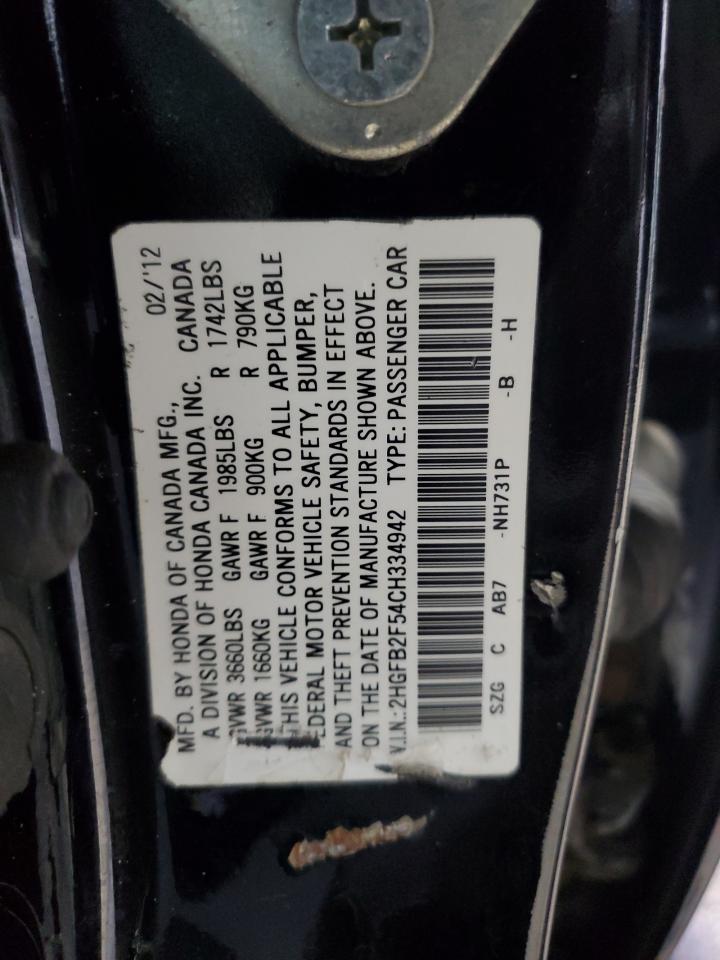 MFD. BY HONDA OF CANADA MFG., 02/'12
A DIVISION OF HONDA CANADA INC. CANADA
GVWR 3660LBS GAWR F 1985LBS R 1742LBS
GVWR 1660KG GAWR F 900KG R 790KG
THIS VEHICLE CONFORMS TO ALL APPLICABLE
FEDERAL MOTOR VEHICLE SAFETY, BUMPER,
AND THEFT PREVENTION STANDARDS IN EFFECT
ON THE DATE OF MANUFACTURE SHOWN ABOVE.
V.I.N.: 2HGFB2F54CH334942 TYPE: PASSENGER CAR
SZG C AB7 -NH731P -B -H